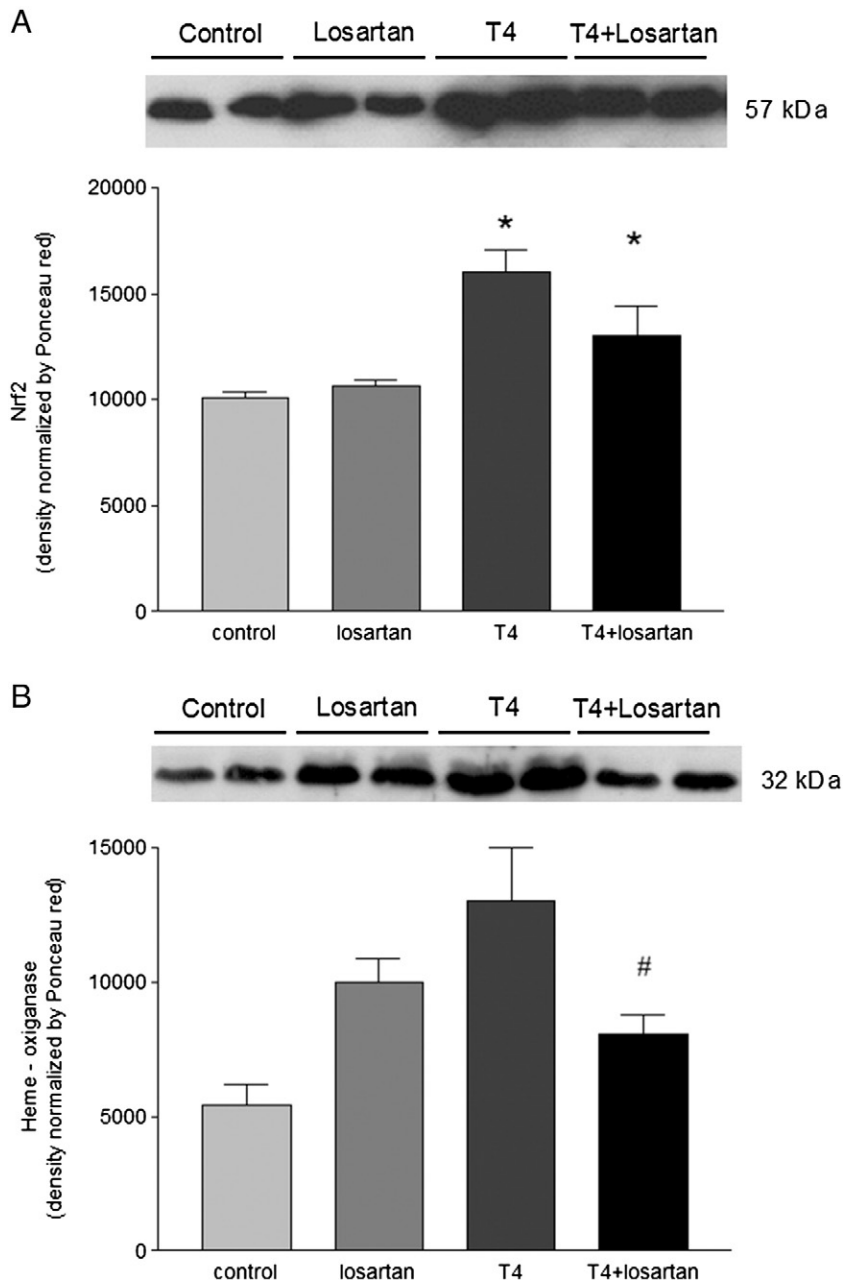 A
Control Losartan T4 T4+Losartan
57 kDa
20000
15000
10000
5000
0
Nrf2
(density normalized by Ponceau red)
*
*
control losartan T4 T4+losartan
B
Control Losartan T4 T4+Losartan
32 kDa
15000
10000
5000
0
Heme - oxiganase
(density normalized by Ponceau red)
#
control losartan T4 T4+losartan